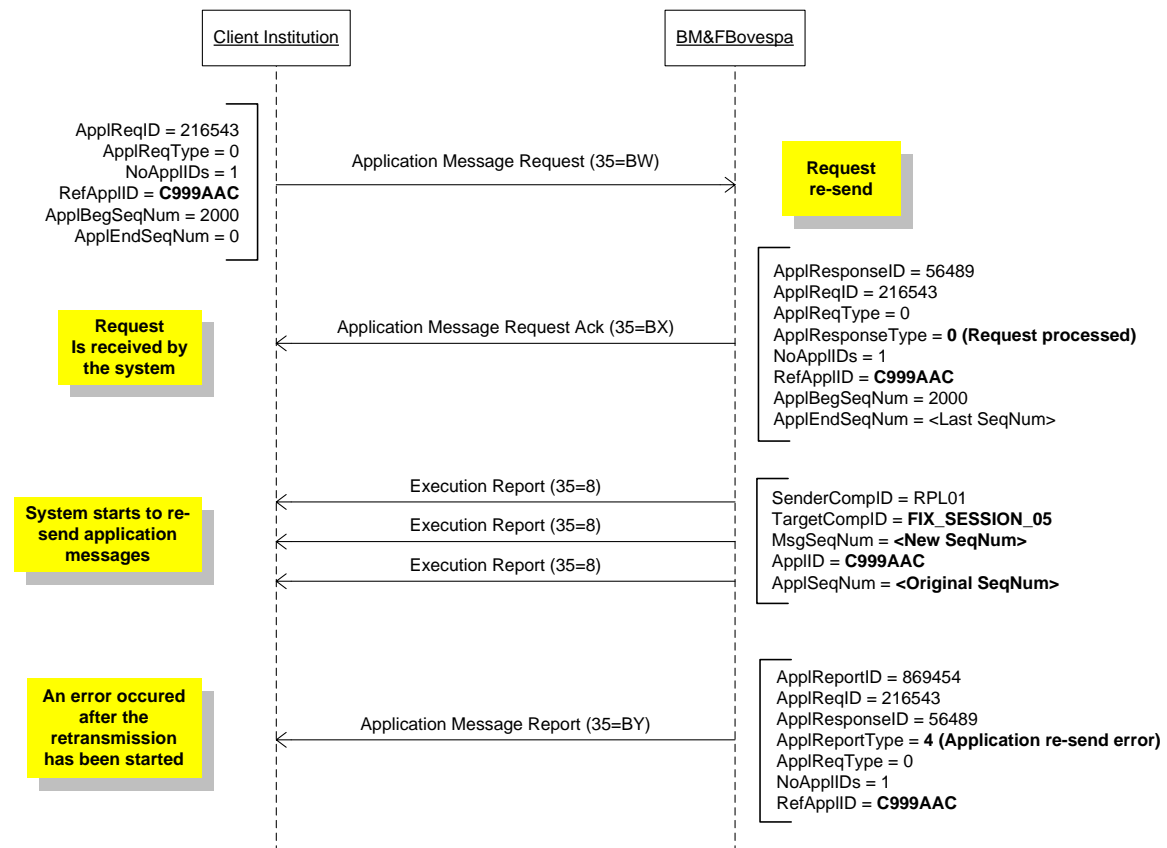 Client Institution
BM&FBovespa
ApplReqID = 216543
ApplReqType = 0
NoApplIDs = 1
RefApplID = C999AAC
ApplBegSeqNum = 2000
ApplEndSeqNum = 0
Application Message Request (35=BW)
Request
re-send
Request
Is received by
the system
Application Message Request Ack (35=BX)
ApplResponseID = 56489
ApplReqID = 216543
ApplReqType = 0
ApplResponseType = 0 (Request processed)
NoApplIDs = 1
RefApplID = C999AAC
ApplBegSeqNum = 2000
ApplEndSeqNum = <Last SeqNum>
System starts to re-
send application
messages
Execution Report (35=8)
Execution Report (35=8)
Execution Report (35=8)
SenderCompID = RPL01
TargetCompID = FIX_SESSION_05
MsgSeqNum = <New SeqNum>
ApplID = C999AAC
ApplSeqNum = <Original SeqNum>
An error occured
after the
retransmission
has been started
Application Message Report (35=BY)
ApplReportID = 869454
ApplReqID = 216543
ApplResponseID = 56489
ApplReportType = 4 (Application re-send error)
ApplReqType = 0
NoApplIDs = 1
RefApplID = C999AAC